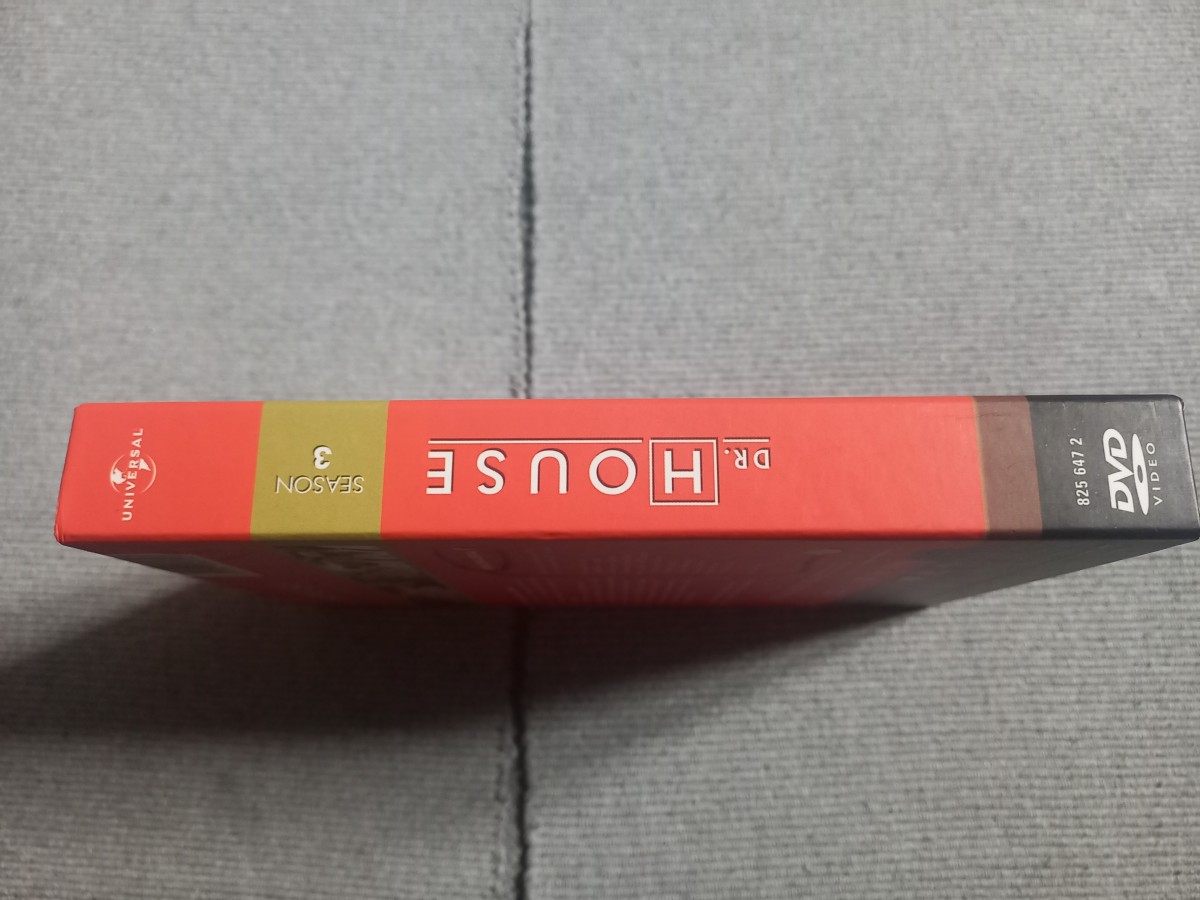 DVD
VIDEO
825 647 2
DR. HOUSE
SEASON
3
UNIVERSAL